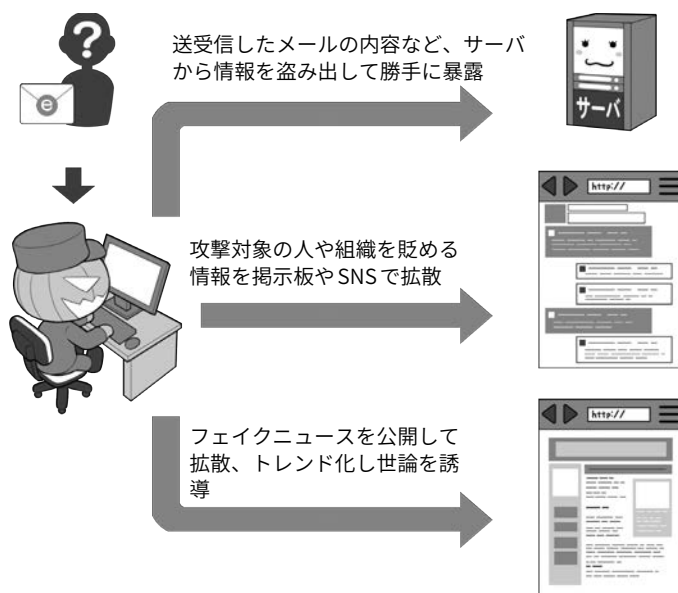 ?
送受信したメールの内容など、サーバ
から情報を盗み出して勝手に暴露
e
サーバ
http://
攻撃対象の人や組織を貶める
情報を掲示板やSNSで拡散
http://
フェイクニュースを公開して
拡散、トレンド化し世論を誘
導